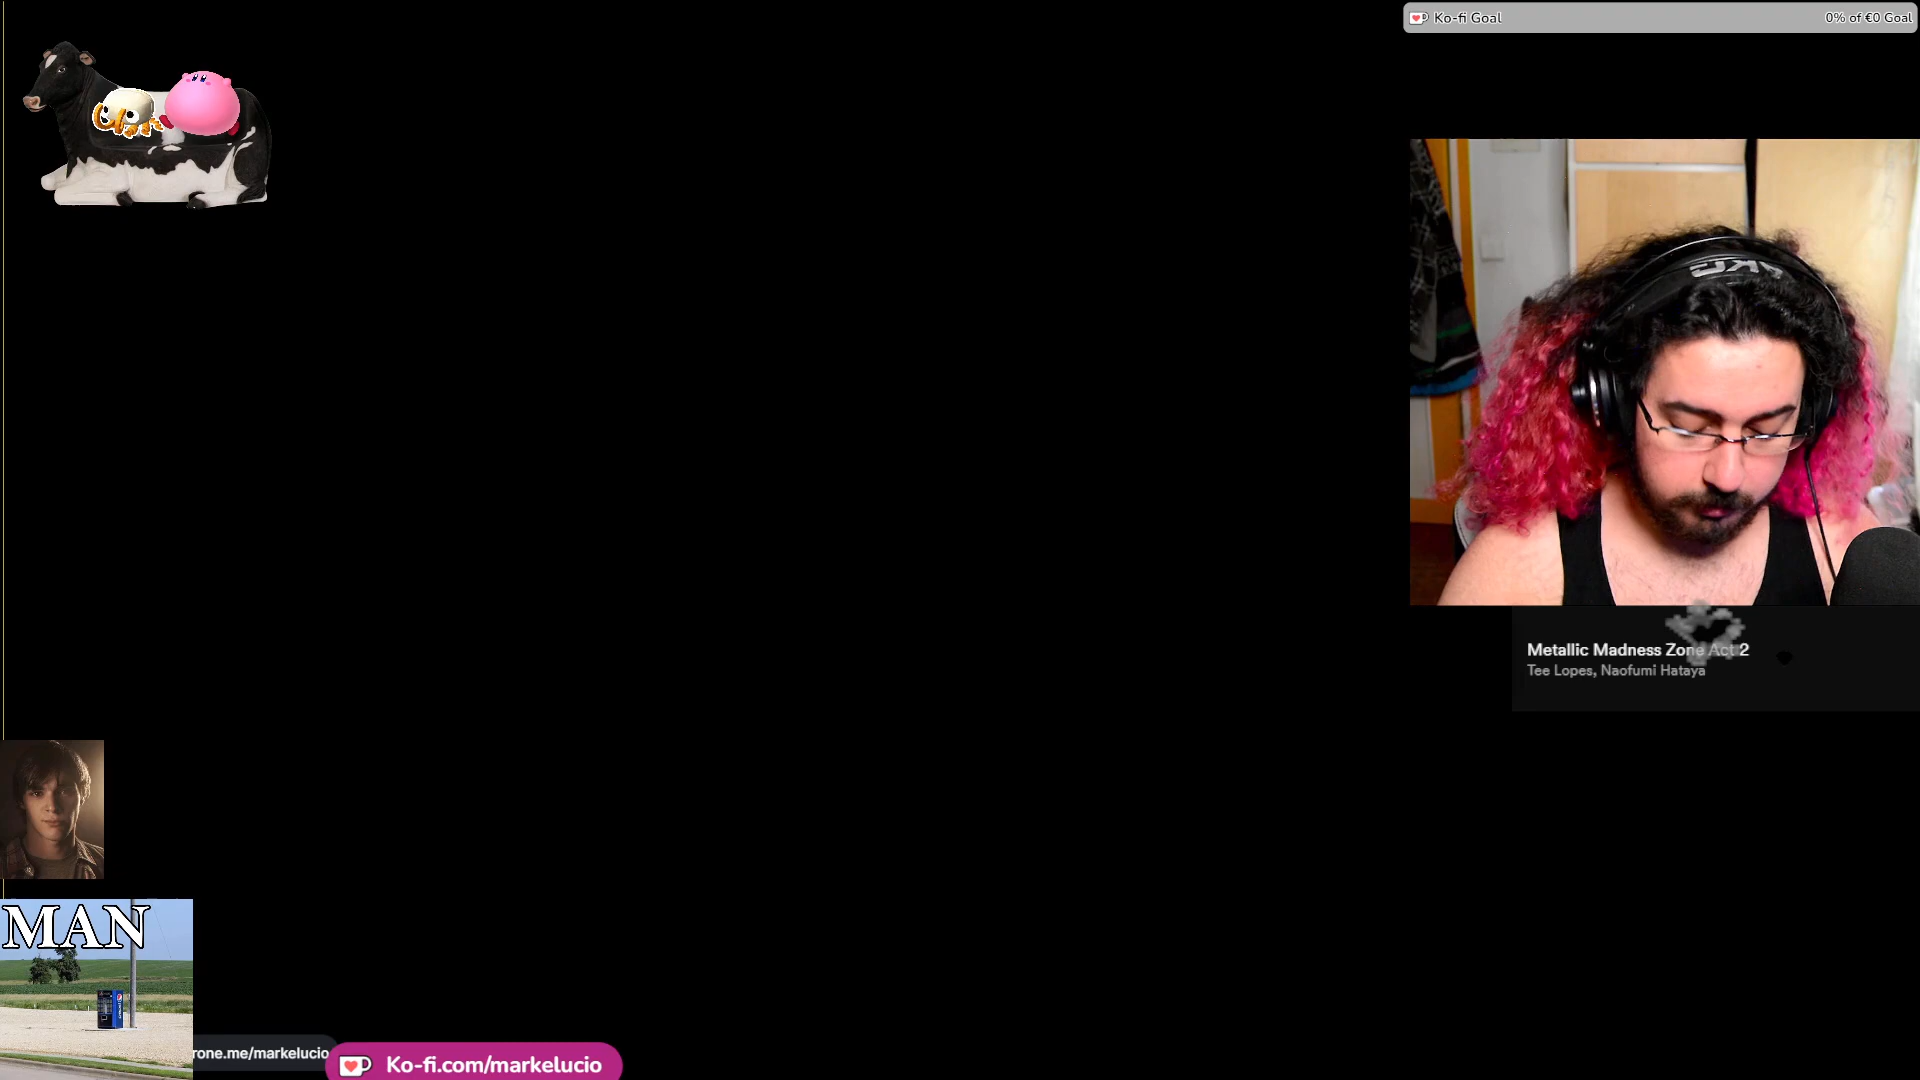 Ko-fi Goal
0% of €0 Goal
AKG
Metallic Madness Zone Act 2
Tee Lopes, Naofumi Hataya
MAN
rone.me/markelucio
Ko-fi.com/markelucio